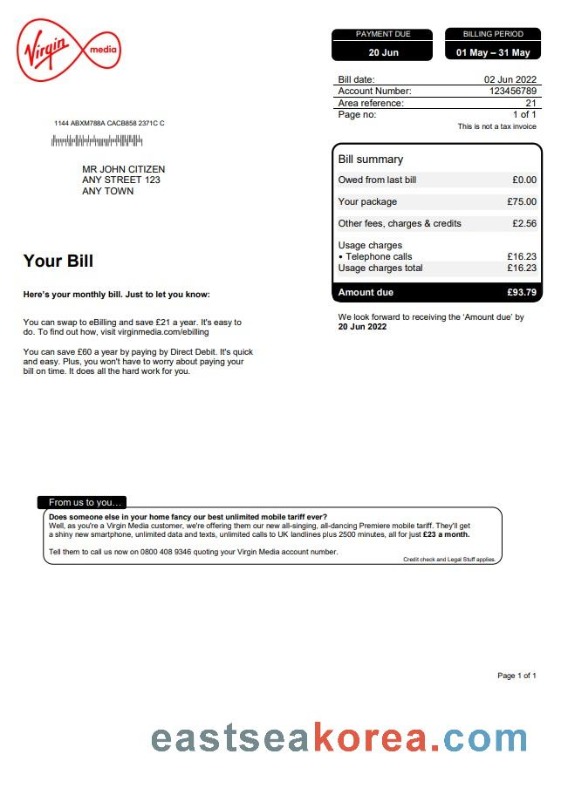 Virgin media
PAYMENT DUE
20 Jun
BILLING PERIOD
01 May – 31 May
Bill date: 02 Jun 2022
Account Number: 123456789
Area reference: 21
Page no: 1 of 1
This is not a tax invoice
1144 ABXM788A CACB858 2371C C
MR JOHN CITIZEN
ANY STREET 123
ANY TOWN
Bill summary
Owed from last bill £0.00
Your package £75.00
Other fees, charges & credits £2.56
Usage charges
• Telephone calls £16.23
Usage charges total £16.23
Amount due £93.79
We look forward to receiving the ‘Amount due’ by
20 Jun 2022
Your Bill
Here's your monthly bill. Just to let you know:
You can swap to eBilling and save £21 a year. It's easy to
do. To find out how, visit virginmedia.com/ebilling
You can save £60 a year by paying by Direct Debit. It's quick
and easy. Plus, you won't have to worry about paying your
bill on time. It does all the hard work for you.
From us to you…
Does someone else in your home fancy our best unlimited mobile tariff ever?
Well, as you're a Virgin Media customer, we're offering them our new all-singing, all-dancing Premiere mobile tariff. They'll get
a shiny new smartphone, unlimited data and texts, unlimited calls to UK landlines plus 2500 minutes, all for just £23 a month.
Tell them to call us now on 0800 408 9346 quoting your Virgin Media account number.
Credit check and Legal Stuff applies.
Page 1 of 1
eastseakorea.com